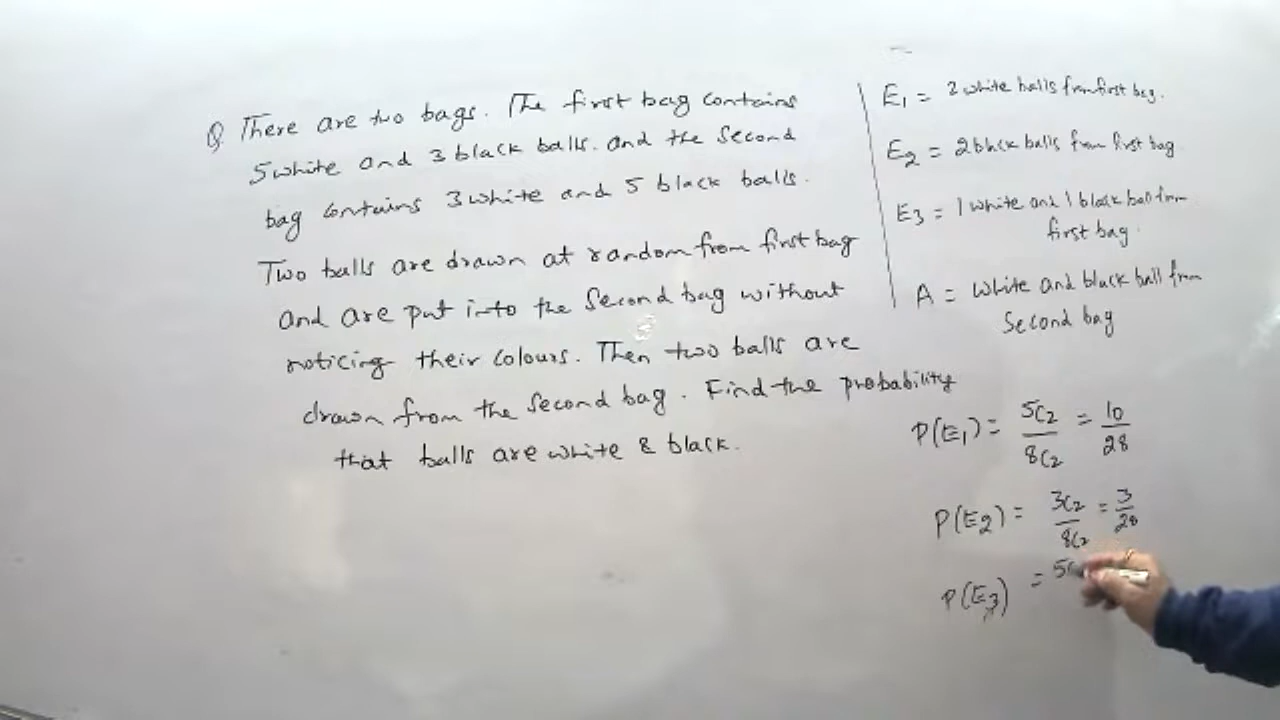 Q There are two bags. The first bag contains
5 white and 3 black balls. and the second
bag contains 3 white and 5 black balls.
Two balls are drawn at random from first bag
and are put into the second bag without
noticing their colours. Then two balls are
drawn from the second bag. Find the probability
that balls are white & black.
E1 = 2 white balls from first bag.
E2 = 2 black balls from first bag
E3 = 1 white and 1 black ball from
first bag.
A = white and black ball from
second bag
P(E1) = 5C2/8C2 = 10/28
P(E2) = 3C2/8C2 = 3/28
P(E3) = 5C